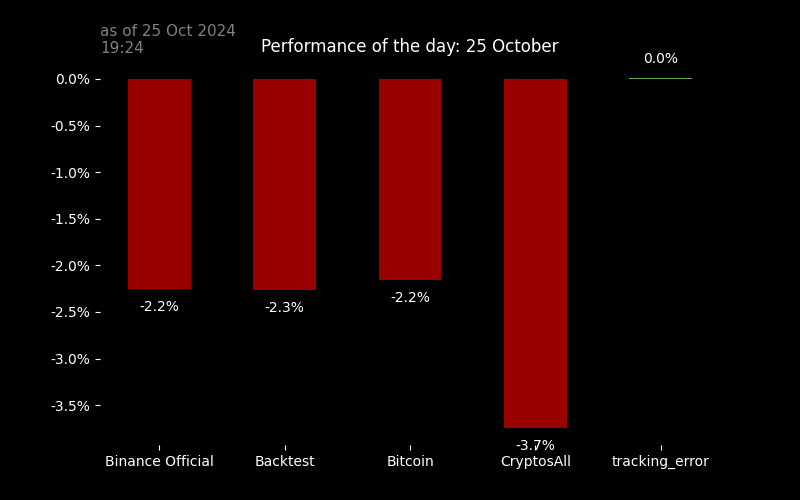 as of 25 Oct 2024
19:24
Performance of the day: 25 October
0.0%
0.0%
-0.5%
-1.0%
-1.5%
-2.0%
-2.5%
-3.0%
-3.5%
-2.2%
-2.3%
-2.2%
-3.7%
Binance Official
Backtest
Bitcoin
CryptosAll
tracking_error